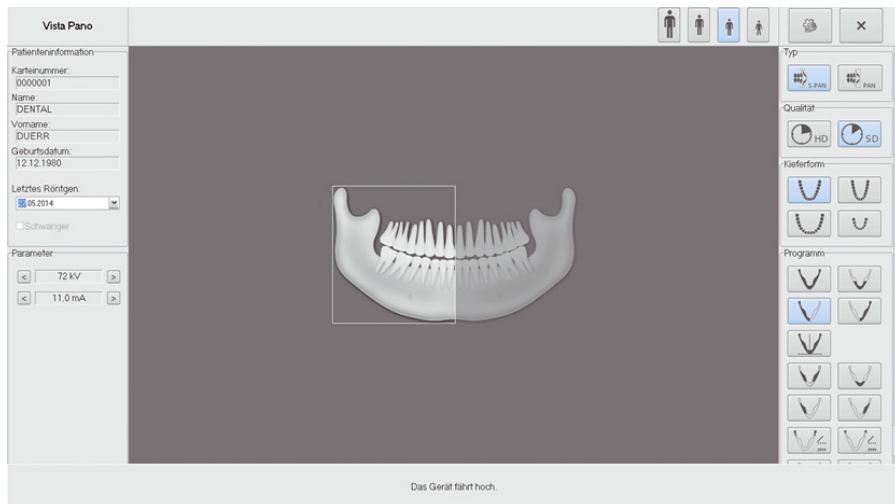 Vista Pano
Patienteninformation
Karteinummer:
0000001
Name:
DENTAL
Vorname:
DUERR
Geburtsdatum:
12.12.1980
Letztes Röntgen:
22.05.2014
Schwanger
Parameter
< 72 kV >
< 11,0 mA >
Typ
S-PAN PAN
Qualität
HD SD
Kieferform
Programm
Das Gerät fährt hoch.